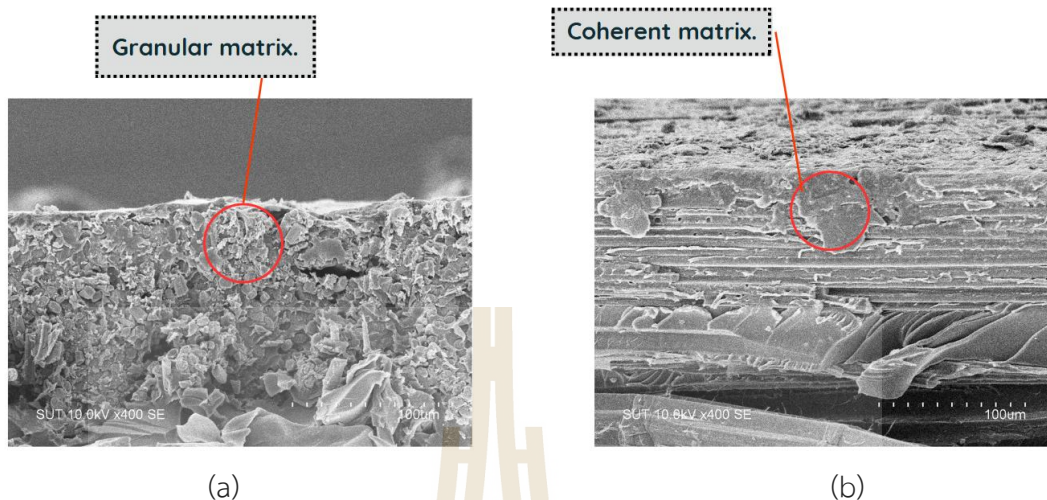 Granular matrix.
Coherent matrix.
SUT 10.0kV x400 SE
100um
SUT 10.0kV x400 SE
100um
(a)
(b)